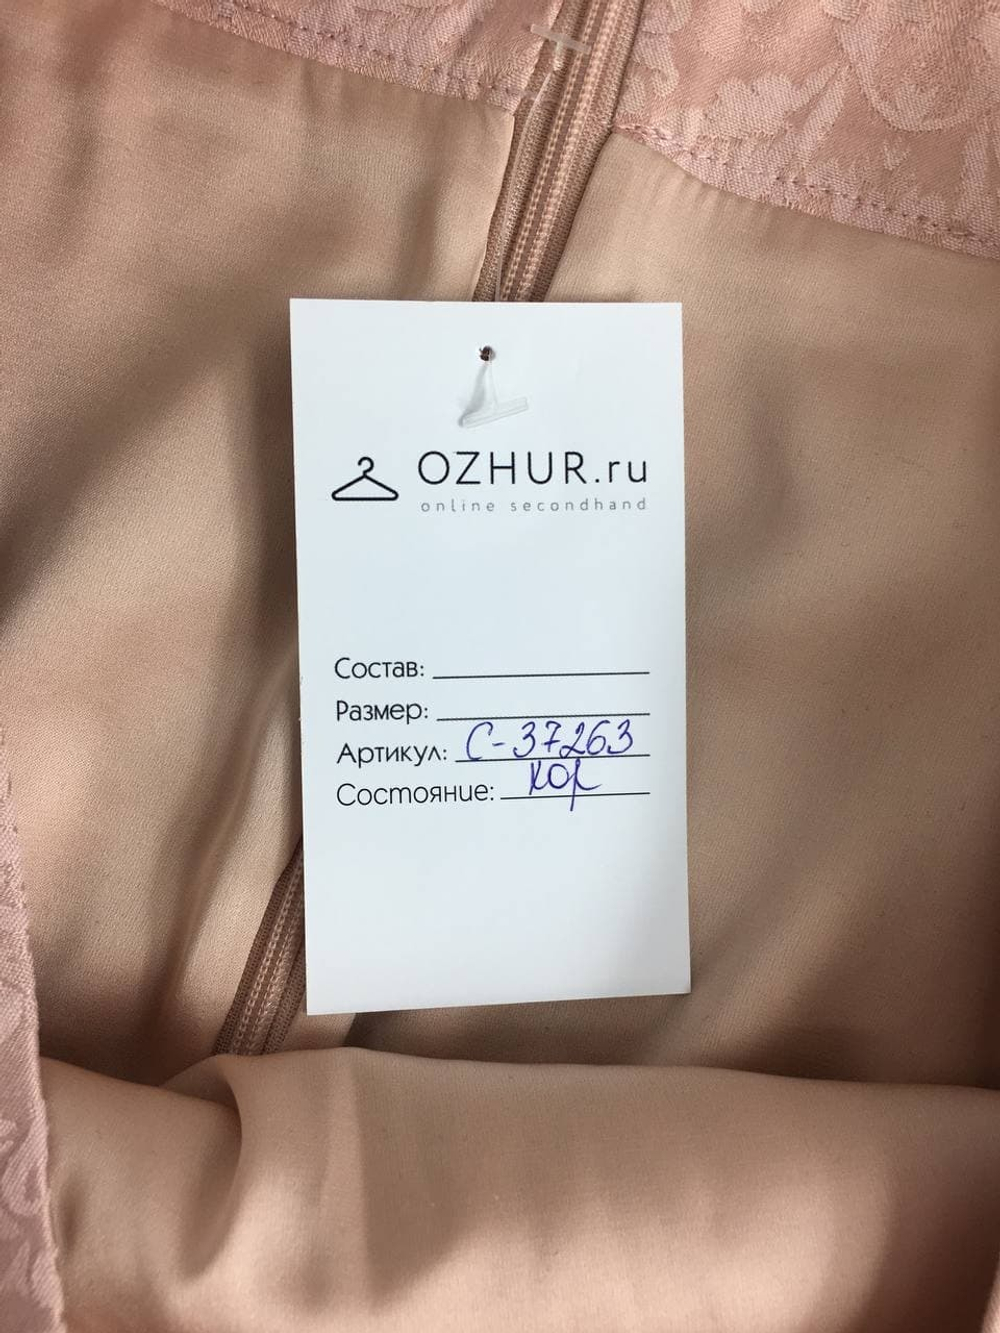 OZHUR.ru
online secondhand
Состав:
Размер:
Артикул: С-37263
Состояние: хор